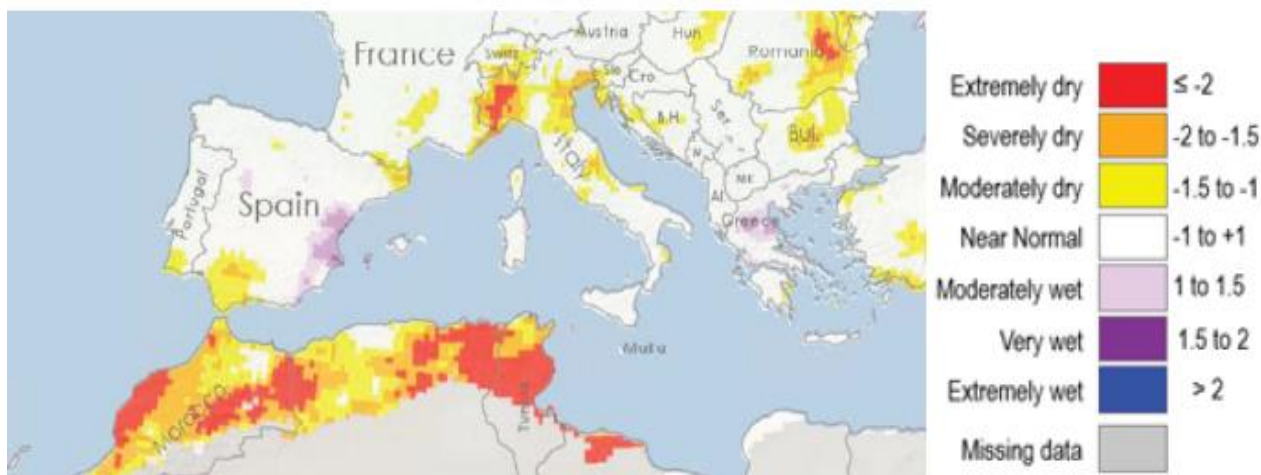 France
Switz
Austria
Hun
Romania
Slo
Cro
B.H.
Ser
Bul.
Italy
Portugal
Spain
N
MK
Al
Greece
Malta
Morocco
Tunisia
Extremely dry ≤ -2
Severely dry -2 to -1.5
Moderately dry -1.5 to -1
Near Normal -1 to +1
Moderately wet 1 to 1.5
Very wet 1.5 to 2
Extremely wet > 2
Missing data